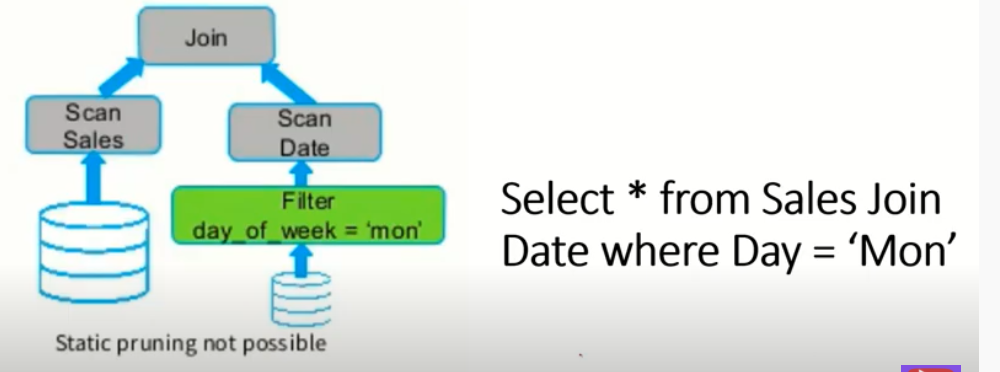 Join
Scan
Sales
Scan
Date
Filter
day_of_week = 'mon'
Static pruning not possible
Select * from Sales Join
Date where Day = ‘Mon’